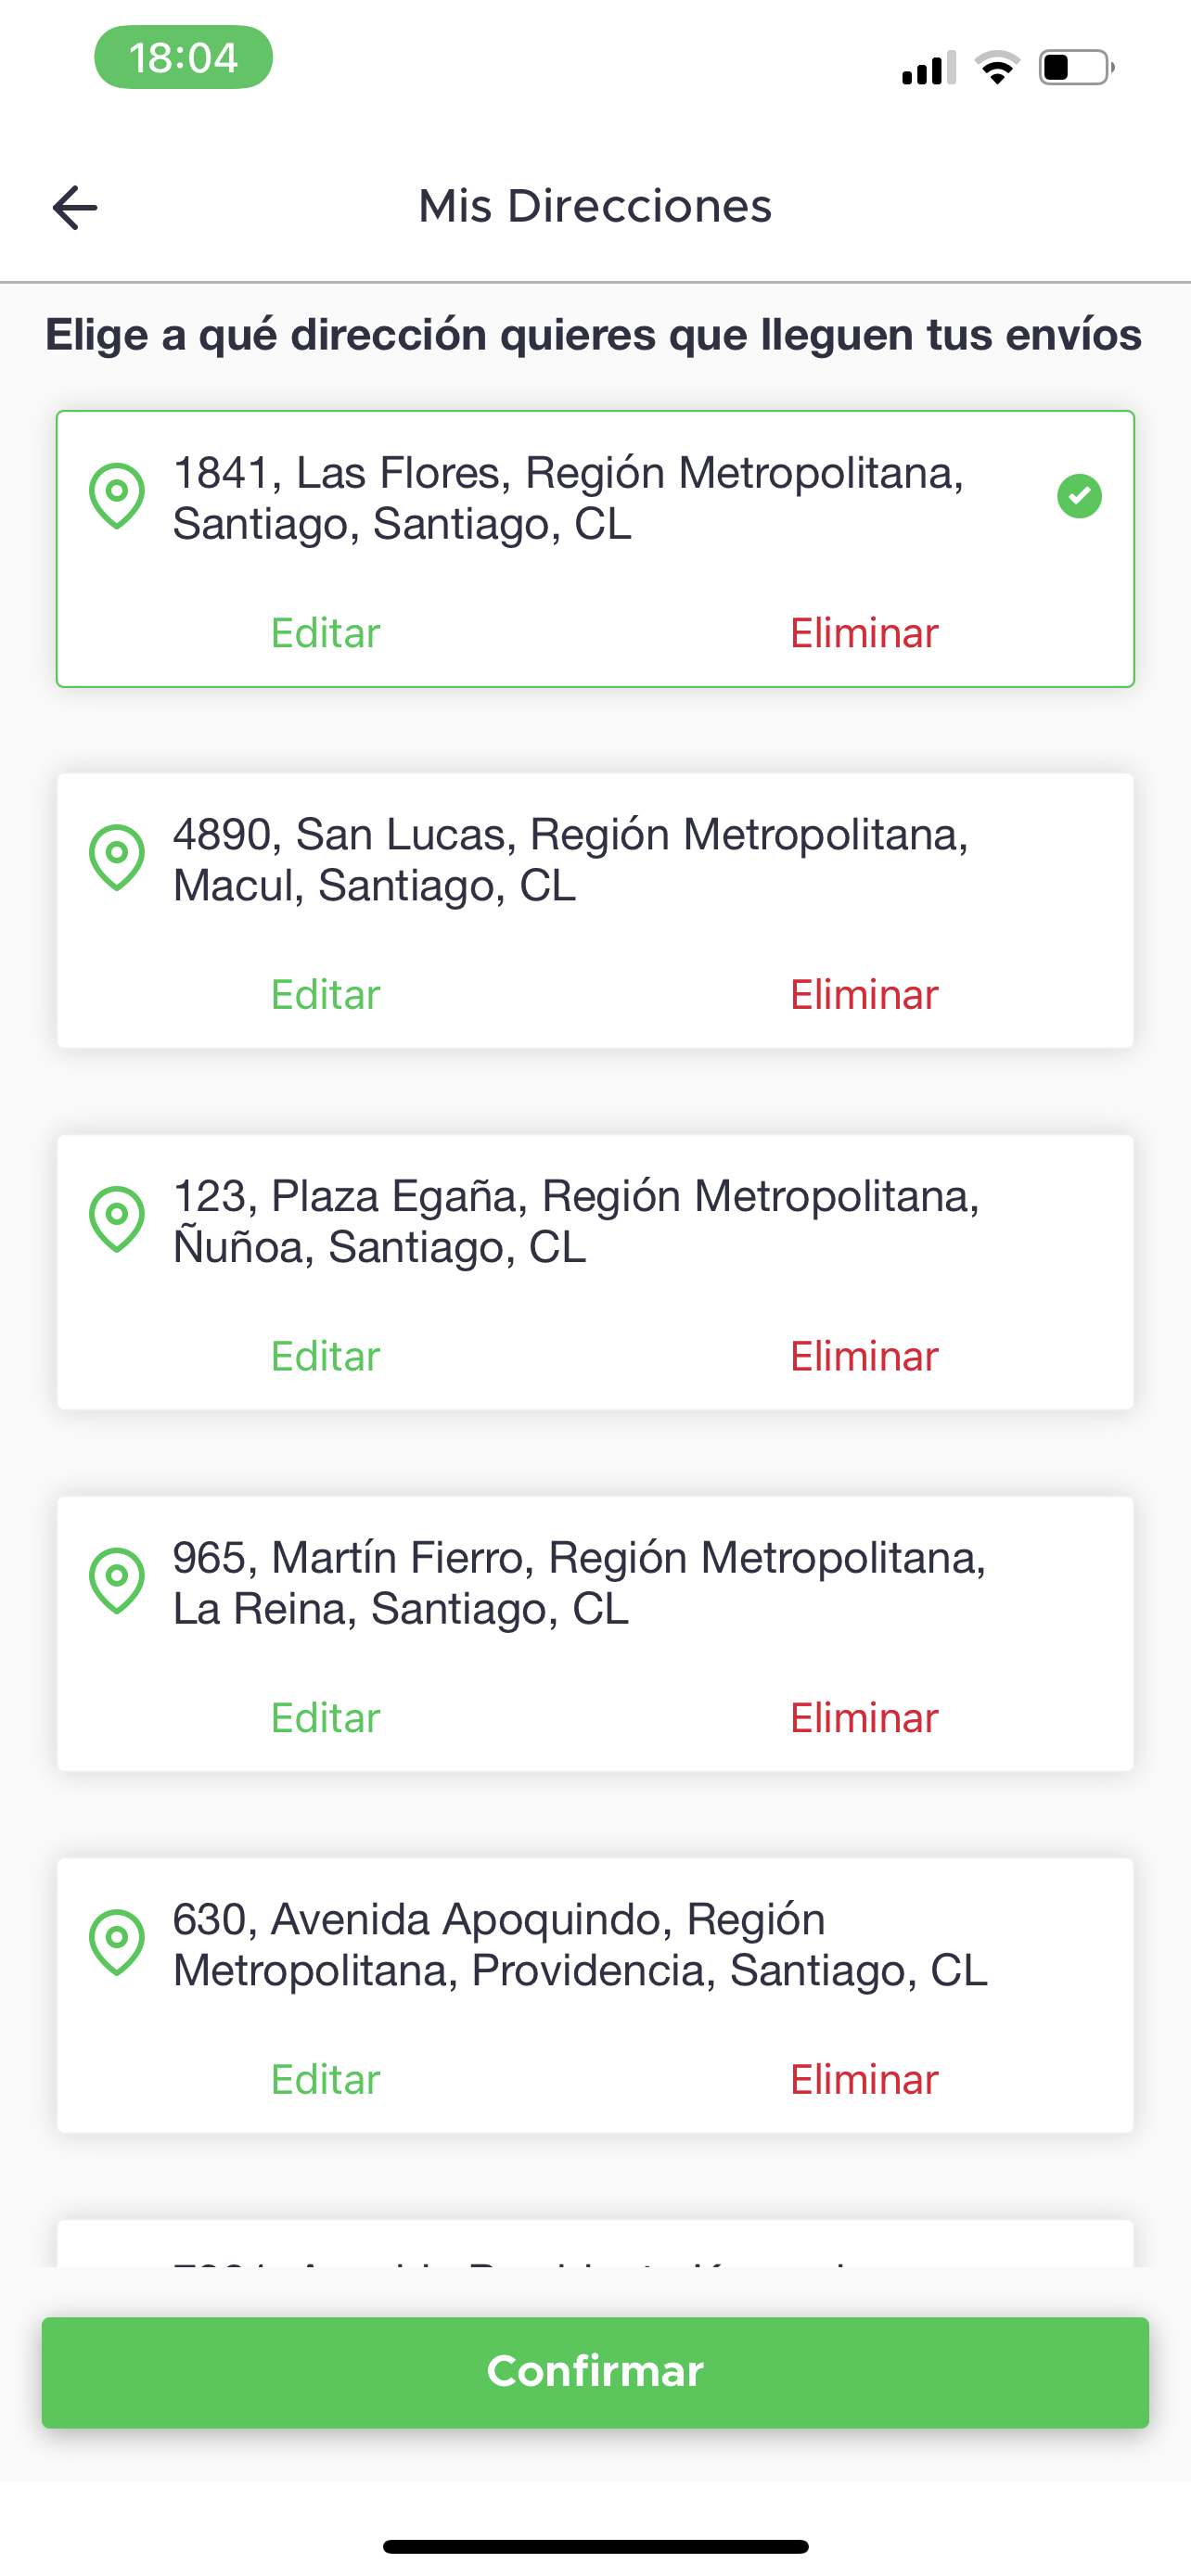 18:04
Mis Direcciones
Elige a qué dirección quieres que lleguen tus envíos
1841, Las Flores, Región Metropolitana,
Santiago, Santiago, CL
Editar Eliminar
4890, San Lucas, Región Metropolitana,
Macul, Santiago, CL
Editar Eliminar
123, Plaza Egaña, Región Metropolitana,
Ñuñoa, Santiago, CL
Editar Eliminar
965, Martín Fierro, Región Metropolitana,
La Reina, Santiago, CL
Editar Eliminar
630, Avenida Apoquindo, Región
Metropolitana, Providencia, Santiago, CL
Editar Eliminar
Confirmar